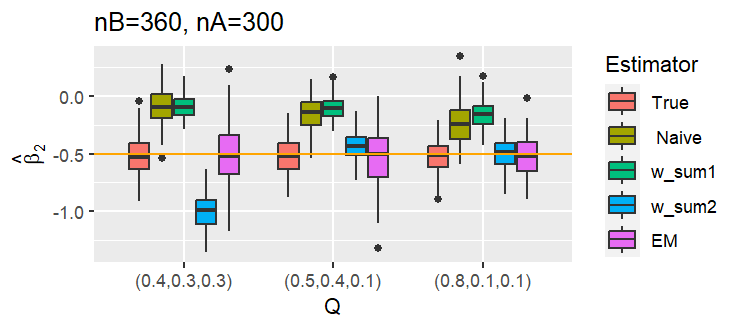 nB=360, nA=300
β̂₂
0.0
-0.5
-1.0
(0.4,0.3,0.3)
(0.5,0.4,0.1)
(0.8,0.1,0.1)
Q
Estimator
True
Naive
w_sum1
w_sum2
EM